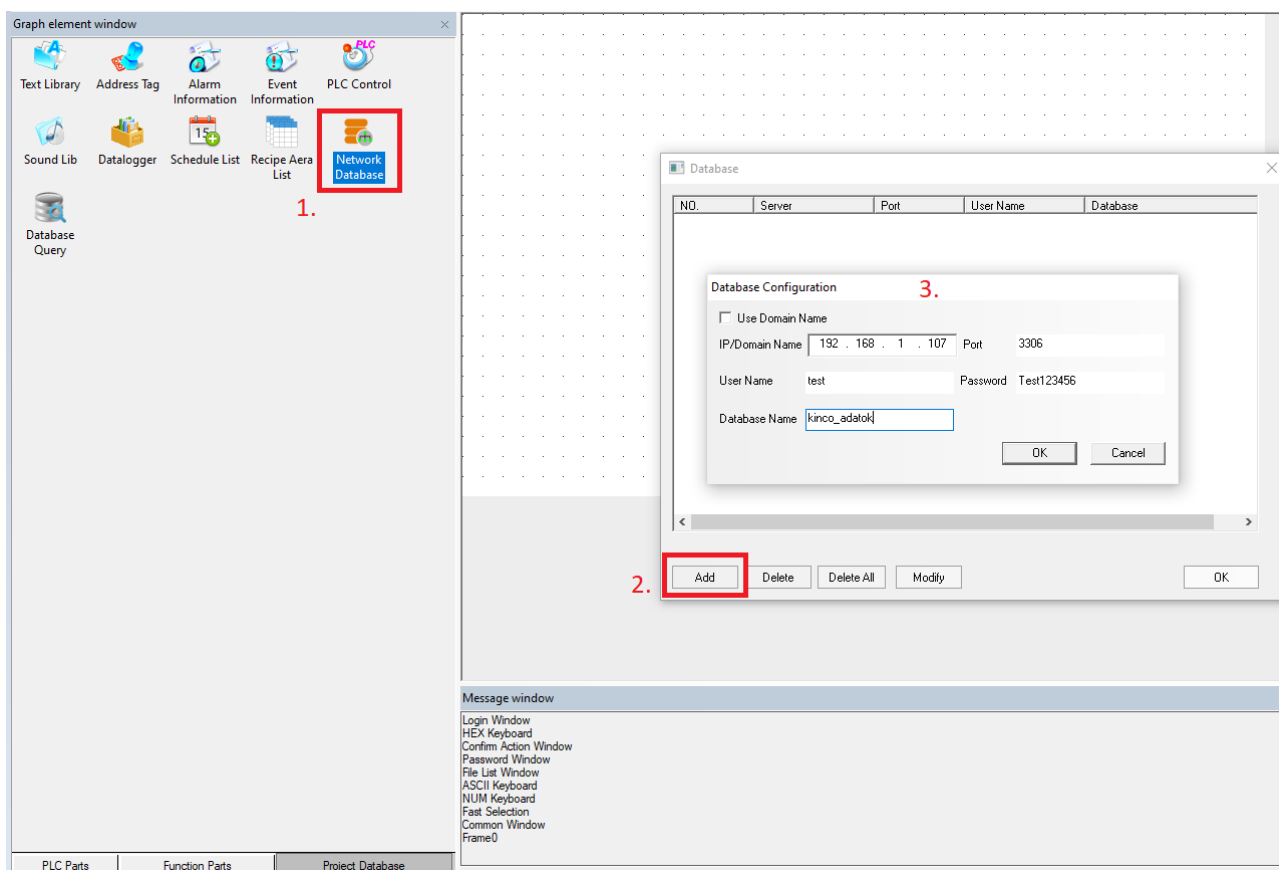 Graph element window
Text Library
Address Tag
Alarm
Information
Event
Information
PLC
PLC Control
Sound Lib
Datalogger
15
Schedule List
Recipe Aera
List
Network
Database
1.
Database
Query
Database
NO.
Server
Port
User Name
Database
Database Configuration
3.
Use Domain Name
IP/Domain Name
192 . 168 . 1 . 107
Port
3306
User Name
test
Password
Test123456
Database Name
kinco_adatok
OK
Cancel
2.
Add
Delete
Delete All
Modify
OK
Message window
Login Window
HEX Keyboard
Confirm Action Window
Password Window
File List Window
ASCII Keyboard
NUM Keyboard
Fast Selection
Common Window
Frame0
PLC Parts
Function Parts
Project Database